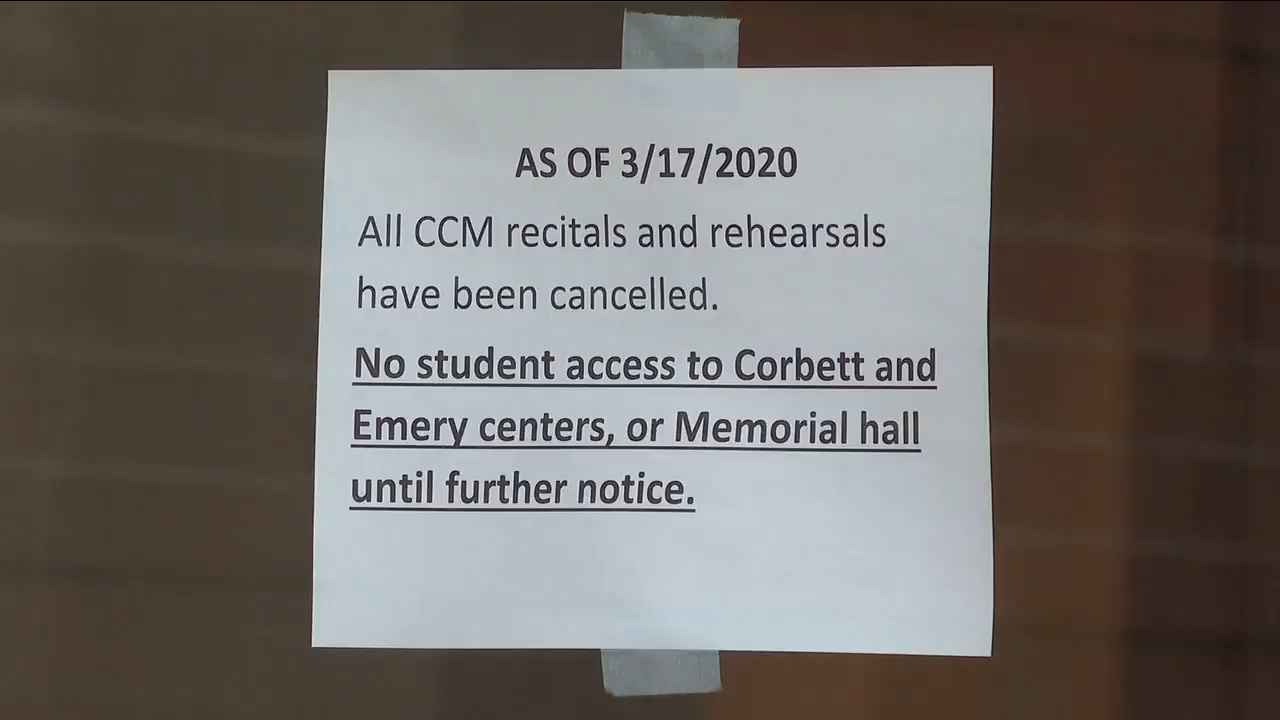 AS OF 3/17/2020
All CCM recitals and rehearsals
have been cancelled.
No student access to Corbett and
Emery centers, or Memorial hall
until further notice.